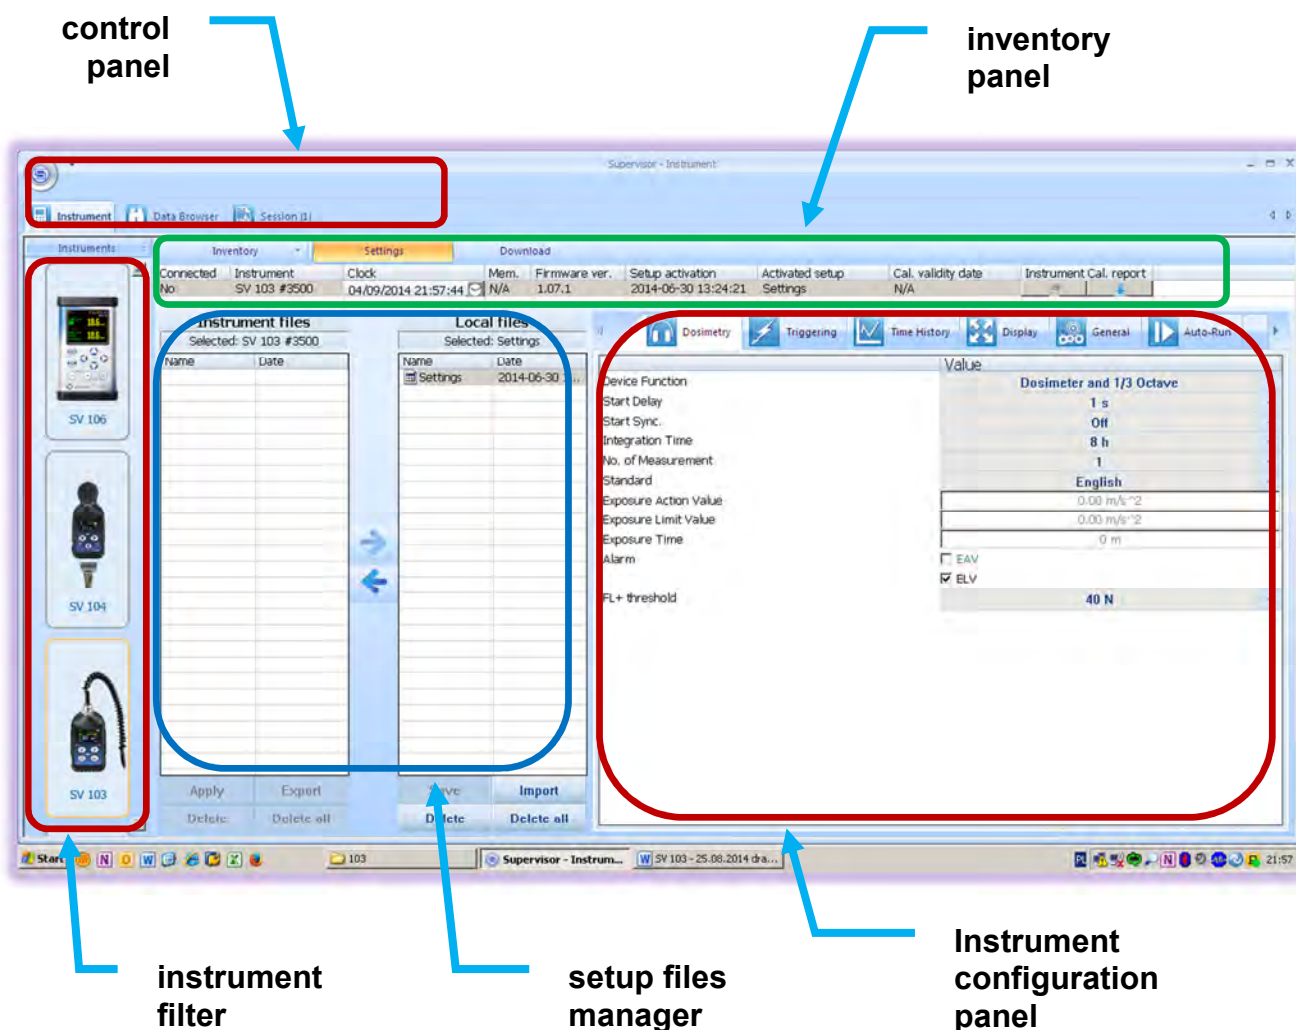 control
panel
inventory
panel
Supervisor - Instrument
Instrument Data Browser Session (1)
Instruments
Inventory Settings Download
Connected Instrument Clock Mem. Firmware ver. Setup activation Activated setup Cal. validity date Instrument Cal. report
No SV 103 #3500 04/09/2014 21:57:44 N/A 1.07.1 2014-06-30 13:24:21 Settings N/A
Instrument files Local files
Selected: SV 103 #3500 Selected: Settings
Name Date Name Date
Settings 2014-06-30 1...
Dosimetry Triggering Time History Display General Auto-Run
Value
Device Function Dosimeter and 1/3 Octave
Start Delay 1 s
Start Sync. Off
Integration Time 8 h
No. of Measurement 1
Standard English
Exposure Action Value 0.00 m/s^2
Exposure Limit Value 0.00 m/s^2
Exposure Time 0 m
Alarm EAV
ELV
FL+ threshold 40 N
SV 106
SV 104
SV 103
Apply Export Save Import
Delete Delete all Delete Delete all
Start 103 Supervisor - Instrum... SV 103 - 25.08.2014 dra... PL 21:57
instrument
filter
setup files
manager
Instrument
configuration
panel